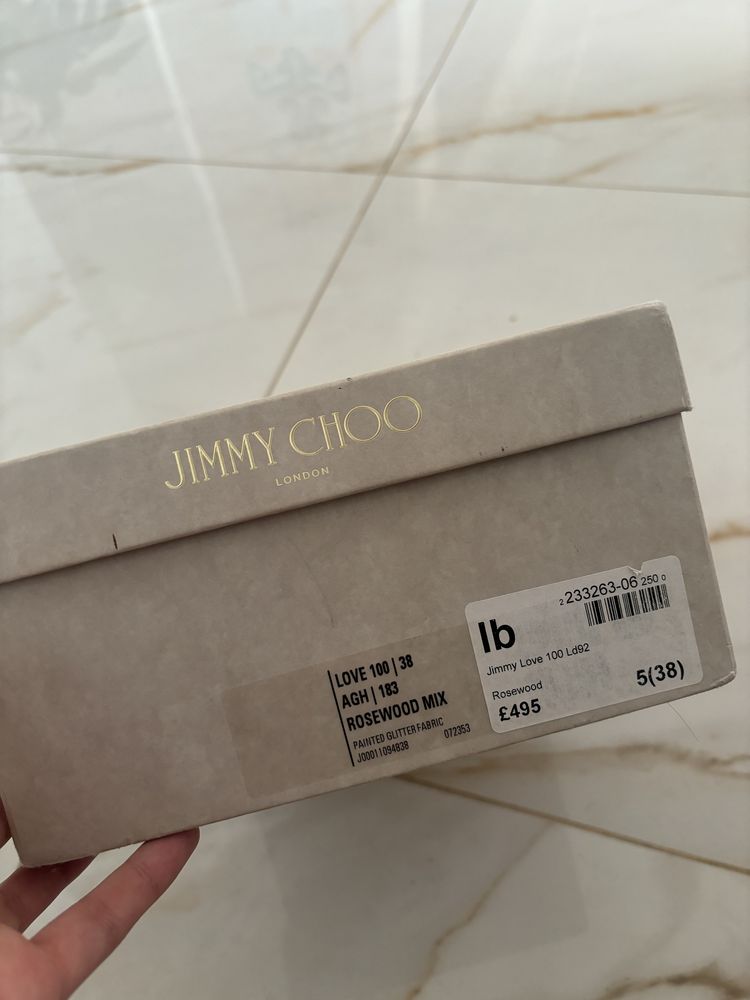 JIMMY CHOO
LONDON
LOVE 100 | 38
AGH | 183
ROSEWOOD MIX
PAINTED GLITTER FABRIC
J00011094838 072353
2 233263-06 250 0
lb
Jimmy Love 100 Ld92
Rosewood
£495
5(38)